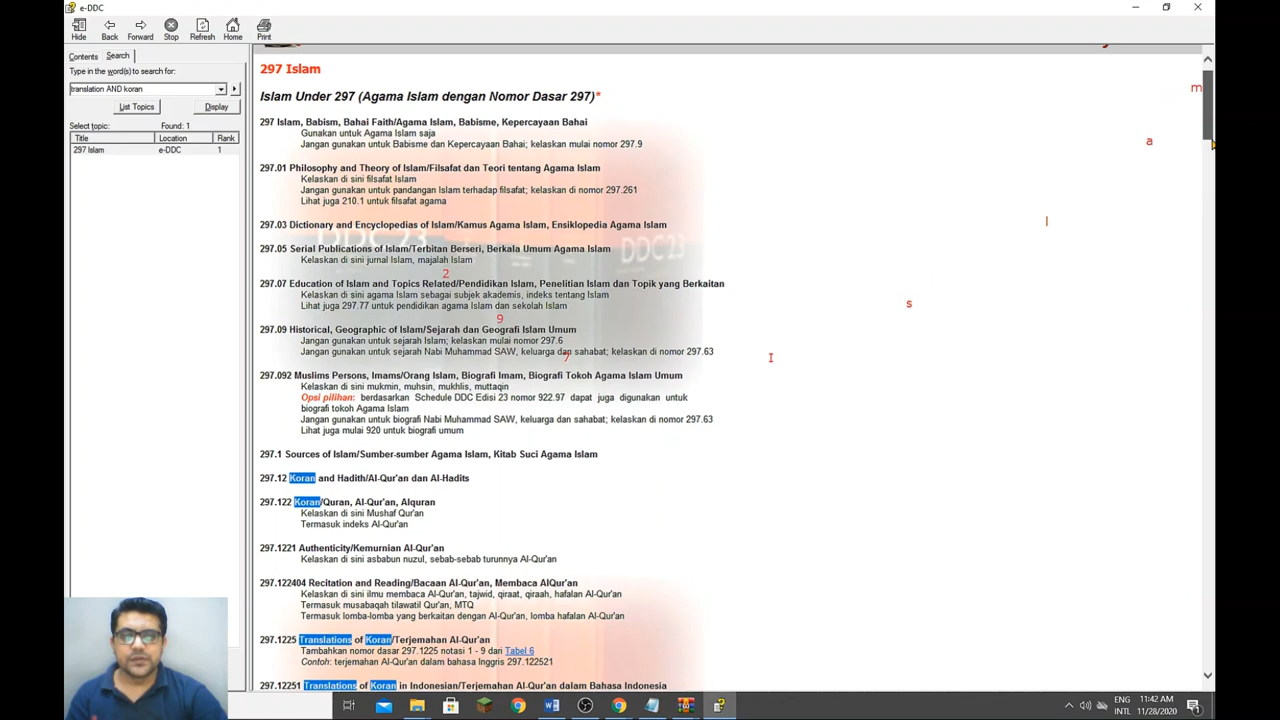 e-DDC
Hide Back Forward Stop Refresh Home Print
Contents Search
Type in the word(s) to search for:
translation AND koran
List Topics Display
Select topic: Found: 1
Title Location Rank
297 Islam e-DDC 1
297 Islam
Islam Under 297 (Agama Islam dengan Nomor Dasar 297)*
297 Islam, Babism, Bahai Faith/Agama Islam, Babisme, Kepercayaan Bahai
Gunakan untuk Agama Islam saja
Jangan gunakan untuk Babisme dan Kepercayaan Bahai; kelaskan mulai nomor 297.9
297.01 Philosophy and Theory of Islam/Filsafat dan Teori tentang Agama Islam
Kelaskan di sini filsafat Islam
Jangan gunakan untuk pandangan Islam terhadap filsafat; kelaskan di nomor 297.261
Lihat juga 210.1 untuk filsafat agama
297.03 Dictionary and Encyclopedias of Islam/Kamus Agama Islam, Ensiklopedia Agama Islam
297.05 Serial Publications of Islam/Terbitan Berseri, Berkala Umum Agama Islam
Kelaskan di sini jurnal Islam, majalah Islam
297.07 Education of Islam and Topics Related/Pendidikan Islam, Penelitian Islam dan Topik yang Berkaitan
Kelaskan di sini agama Islam sebagai subjek akademis, indeks tentang Islam
Lihat juga 297.77 untuk pendidikan agama Islam dan sekolah Islam
297.09 Historical, Geographic of Islam/Sejarah dan Geografi Islam Umum
Jangan gunakan untuk sejarah Islam; kelaskan mulai nomor 297.6
Jangan gunakan untuk sejarah Nabi Muhammad SAW, keluarga dan sahabat; kelaskan di nomor 297.63
297.092 Muslims Persons, Imams/Orang Islam, Biografi Imam, Biografi Tokoh Agama Islam Umum
Kelaskan di sini mukmin, muhsin, mukhlis, muttaqin
Opsi pilihan: berdasarkan Schedule DDC Edisi 23 nomor 922.97 dapat juga digunakan untuk
biografi tokoh Agama Islam
Jangan gunakan untuk biografi Nabi Muhammad SAW, keluarga dan sahabat; kelaskan di nomor 297.63
Lihat juga mulai 920 untuk biografi umum
297.1 Sources of Islam/Sumber-sumber Agama Islam, Kitab Suci Agama Islam
297.12 Koran and Hadith/Al-Qur'an dan Al-Hadits
297.122 Koran/Quran, Al-Qur'an, Alquran
Kelaskan di sini Mushaf Qur'an
Termasuk indeks Al-Qur'an
297.1221 Authenticity/Kemurnian Al-Qur'an
Kelaskan di sini asbabun nuzul, sebab-sebab turunnya Al-Qur'an
297.122404 Recitation and Reading/Bacaan Al-Qur'an, Membaca AlQur'an
Kelaskan di sini ilmu membaca Al-Qur'an, tajwid, qiraat, qiraah, hafalan Al-Qur'an
Termasuk musabaqah tilawatil Qur'an, MTQ
Termasuk lomba-lomba yang berkaitan dengan Al-Qur'an, lomba hafalan Al-Qur'an
297.1225 Translations of Koran/Terjemahan Al-Qur'an
Tambahkan nomor dasar 297.1225 notasi 1 - 9 dari Tabel 6
Contoh: terjemahan Al-Qur'an dalam bahasa Inggris 297.122521
297.12251 Translations of Koran in Indonesian/Terjemahan Al-Qur'an dalam Bahasa Indonesia
DDC 23
2
9
7
I
s
l
a
m
ENG
INTL
11:42 AM
11/28/2020